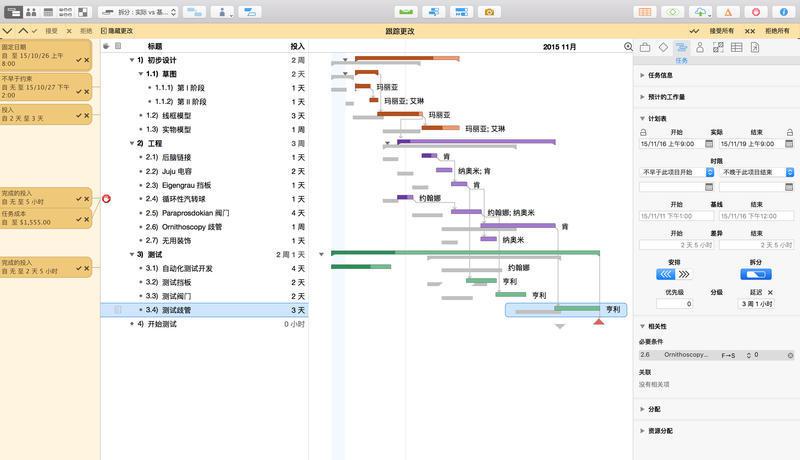 拆分 : 实际 vs 基...
接受 拒绝
隐藏更改
跟踪更改
接受所有
拒绝所有
固定日期
自 至 15/10/26 上午
8:00
不早于约束
自 无 至 15/10/27 下午
2:00
投入
自 2 天 至 3 天
完成的投入
自 无 至 5 小时
任务成本
自 至 $1,555.00
完成的投入
自 无 至 2 天 5 小时
标题 投入
1) 初步设计 2 周
1.1) 草图 2 天
1.1.1) 第 I 阶段 1 天
1.1.2) 第 II 阶段 1 天
1.2) 线框模型 3 天
1.3) 实物模型 1 周
2) 工程 3 周
2.1) 后脑链接 1 天
2.2) Juju 电容 2 天
2.3) Eigengrau 挡板 1 天
2.4) 循环性汽转球 1 天
2.5) Paraprosdokian 阀门 4 天
2.6) Ornithoscopy 歧管 1 周
2.7) 无用装饰 1 天
3) 测试 2 周 1 天
3.1) 自动化测试开发 4 天
3.2) 测试挡板 2 天
3.3) 测试阀门 2 天
3.4) 测试歧管 3 天
4) 开始测试 0 小时
2015 11月
玛丽亚
玛丽亚; 艾琳
玛丽亚
玛丽亚; 艾琳
肯
纳奥米; 肯
肯
约翰娜
约翰娜; 纳奥米
肯
纳奥米
约翰娜
亨利
亨利
亨利
任务
任务信息
预计的工作量
计划表
开始 实际 结束
15/11/16 上午9:00 15/11/19 上午9:00
时限
不早于此项目开始 不晚于此项目结束
开始 基线 结束
15/11/11 下午1:00 15/11/16 下午12:00
开始 差异 结束
2 天 5 小时 2 天 5 小时
安排 拆分
优先级 分级 延迟
0 3 周 1 小时
相关性
必要条件
2.6 Ornithoscopy... F→S 0
关联
没有相关项
分配
资源分配